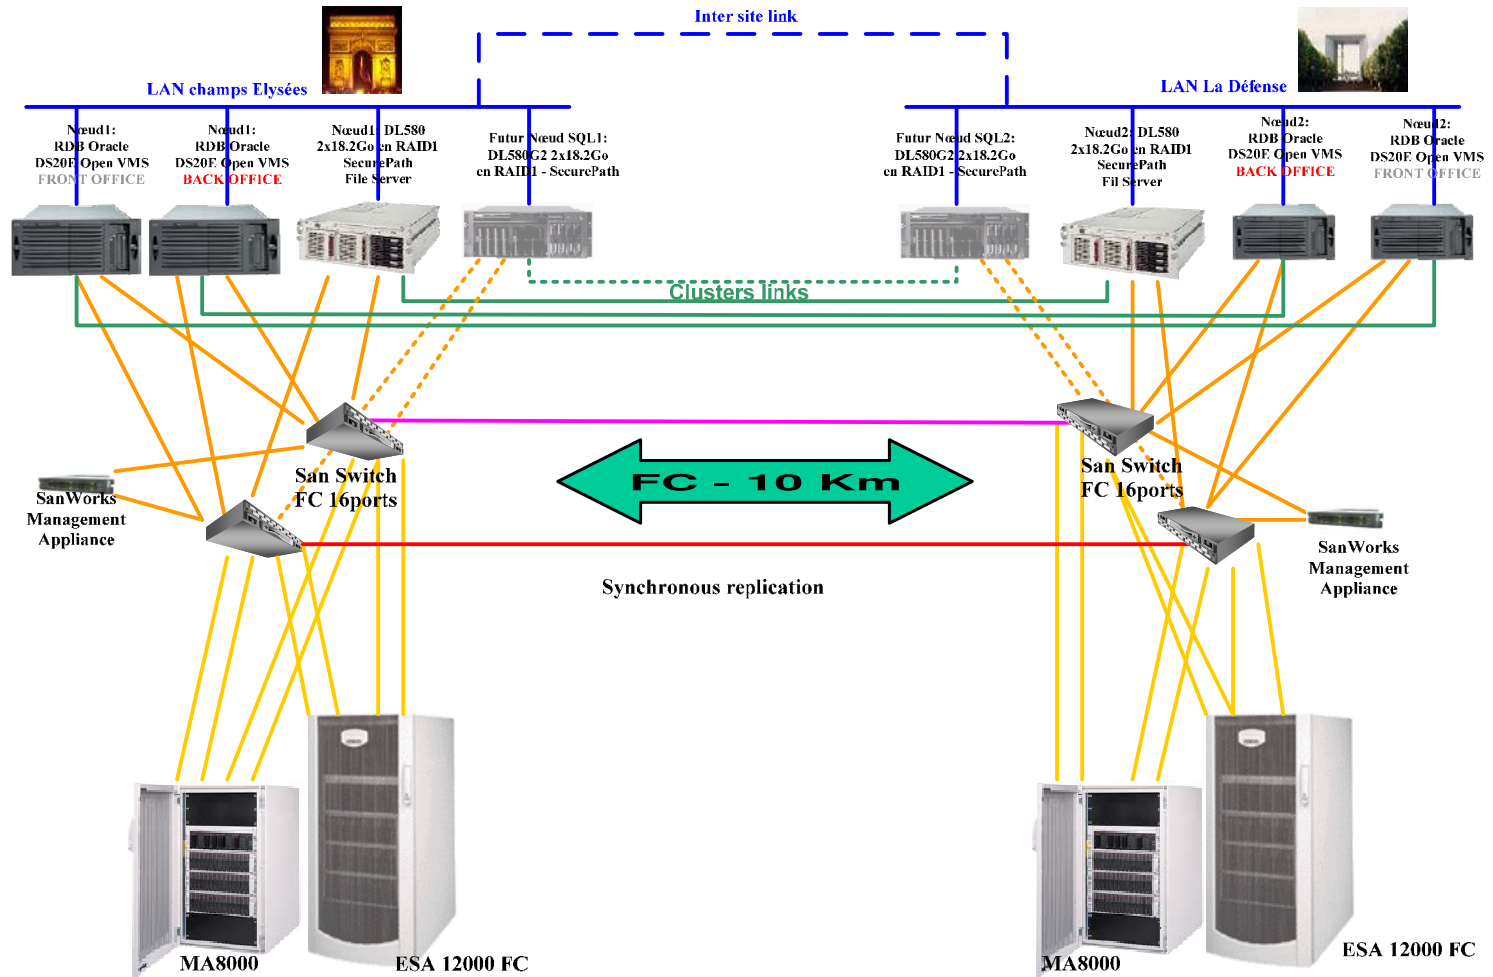 Inter site link
LAN champs Elysées
LAN La Défense
Nœud1:
RDB Oracle
DS20E Open VMS
FRONT OFFICE
Nœud1:
RDB Oracle
DS20E Open VMS
BACK OFFICE
Nœud1: DL580
2x18.2Go en RAID1
SecurePath
File Server
Futur Nœud SQL1:
DL580G2 2x18.2Go
en RAID1 - SecurePath
Futur Nœud SQL2:
DL580G2 2x18.2Go
en RAID1 - SecurePath
Nœud2: DL580
2x18.2Go en RAID1
SecurePath
Fil Server
Nœud2:
RDB Oracle
DS20E Open VMS
BACK OFFICE
Nœud2:
RDB Oracle
DS20E Open VMS
FRONT OFFICE
Clusters links
San Switch
FC 16ports
FC - 10 Km
San Switch
FC 16ports
SanWorks
Management
Appliance
SanWorks
Management
Appliance
Synchronous replication
MA8000
ESA 12000 FC
MA8000
ESA 12000 FC